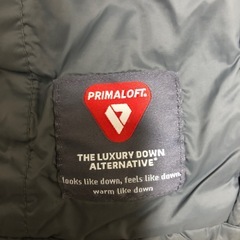 PRIMALOFT®
THE LUXURY DOWN
ALTERNATIVE®
looks like down, feels like down,
warm like down